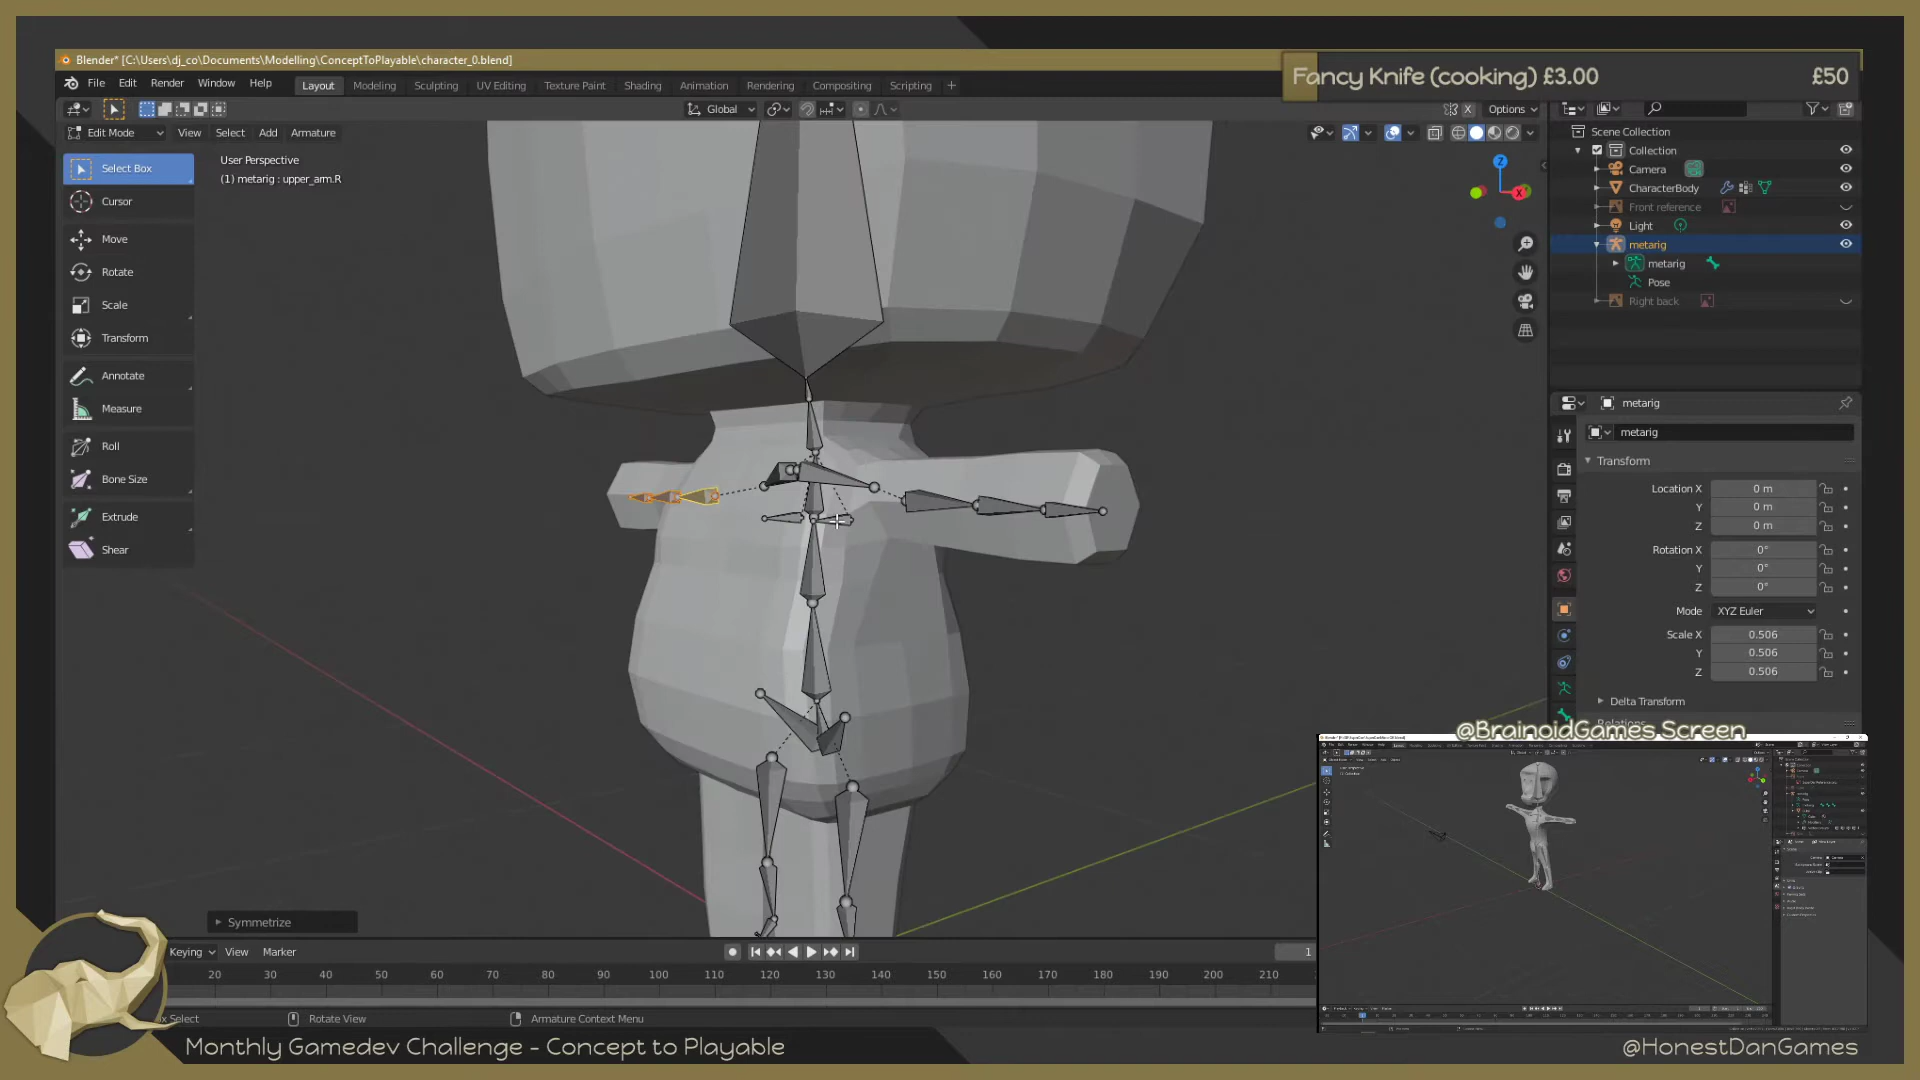 Blender* [C:\Users\dj_co\Documents\Modelling\ConceptToPlayable\character_0.blend]
Fancy Knife (cooking) £3.00 £50
File Edit Render Window Help Layout Modeling Sculpting UV Editing Texture Paint Shading Animation Rendering Compositing Scripting +
Global X Options
Edit Mode View Select Add Armature
Scene Collection
Collection
Camera
CharacterBody
Front reference
Light
metarig
metarig
Pose
Right back
User Perspective
(1) metarig : upper_arm.R
Z
X
Select Box
Cursor
Move
Rotate
Scale
Transform
Annotate
Measure
Roll
Bone Size
Extrude
Shear
metarig
metarig
Transform
Location X 0 m
Y 0 m
Z 0 m
Rotation X 0°
Y 0°
Z 0°
Mode XYZ Euler
Scale X 0.506
Y 0.506
Z 0.506
Delta Transform
Relations
@BrainoidGames Screen
Symmetrize
Keying View Marker 1
20 30 40 50 60 70 80 90 100 110 120 130 140 150 160 170 180 190 200 210
Select Rotate View Armature Context Menu
Monthly Gamedev Challenge - Concept to Playable
@HonestDanGames